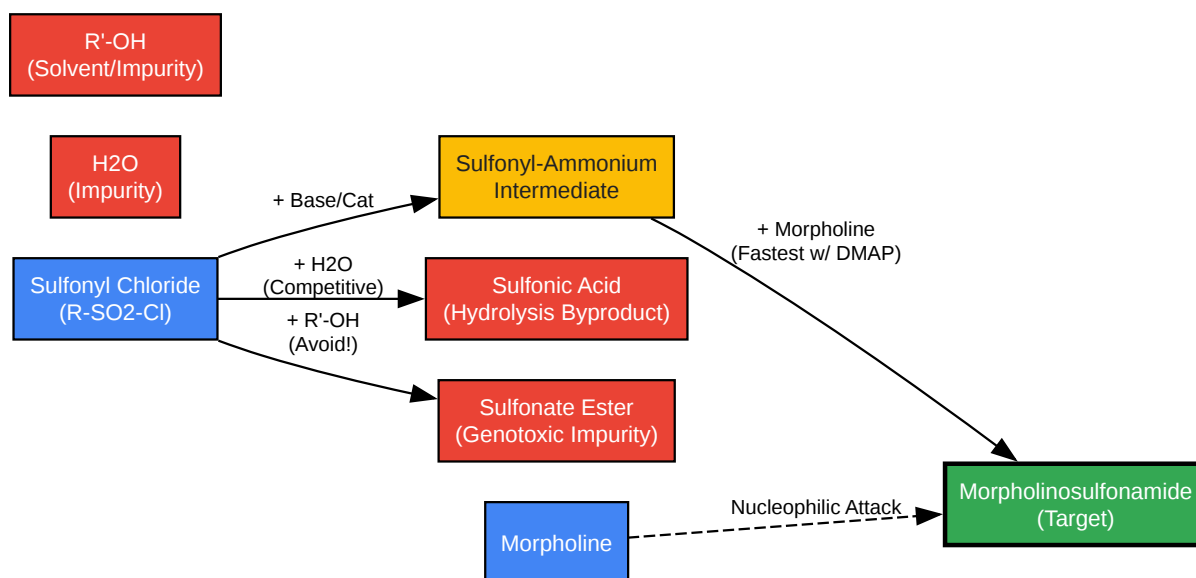 R'-OH
(Solvent/Impurity)
H2O
(Impurity)
Sulfonyl Chloride
(R-SO2-Cl)
+ Base/Cat
+ H2O
(Competitive)
+ R'-OH
(Avoid!)
Sulfonyl-Ammonium
Intermediate
Sulfonic Acid
(Hydrolysis Byproduct)
Sulfonate Ester
(Genotoxic Impurity)
Morpholine
+ Morpholine
(Fastest w/ DMAP)
Nucleophilic Attack
Morpholinosulfonamide
(Target)